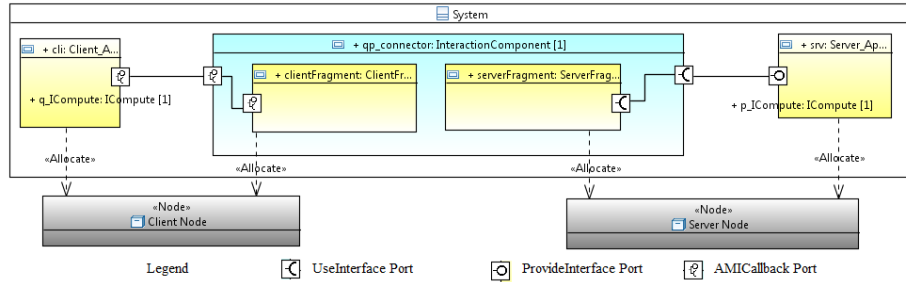 System
+ cli: Client_A...
+ qp_connector: InteractionComponent [1]
+ srv: Server_Ap...
+ clientFragment: ClientFr...
+ serverFragment: ServerFrag...
+ q_ICompute: ICompute [1]
+ p_ICompute: ICompute [1]
«Allocate»
«Allocate»
«Allocate»
«Allocate»
«Node»
Client Node
«Node»
Server Node
Legend
UseInterface Port
ProvideInterface Port
AMICallback Port